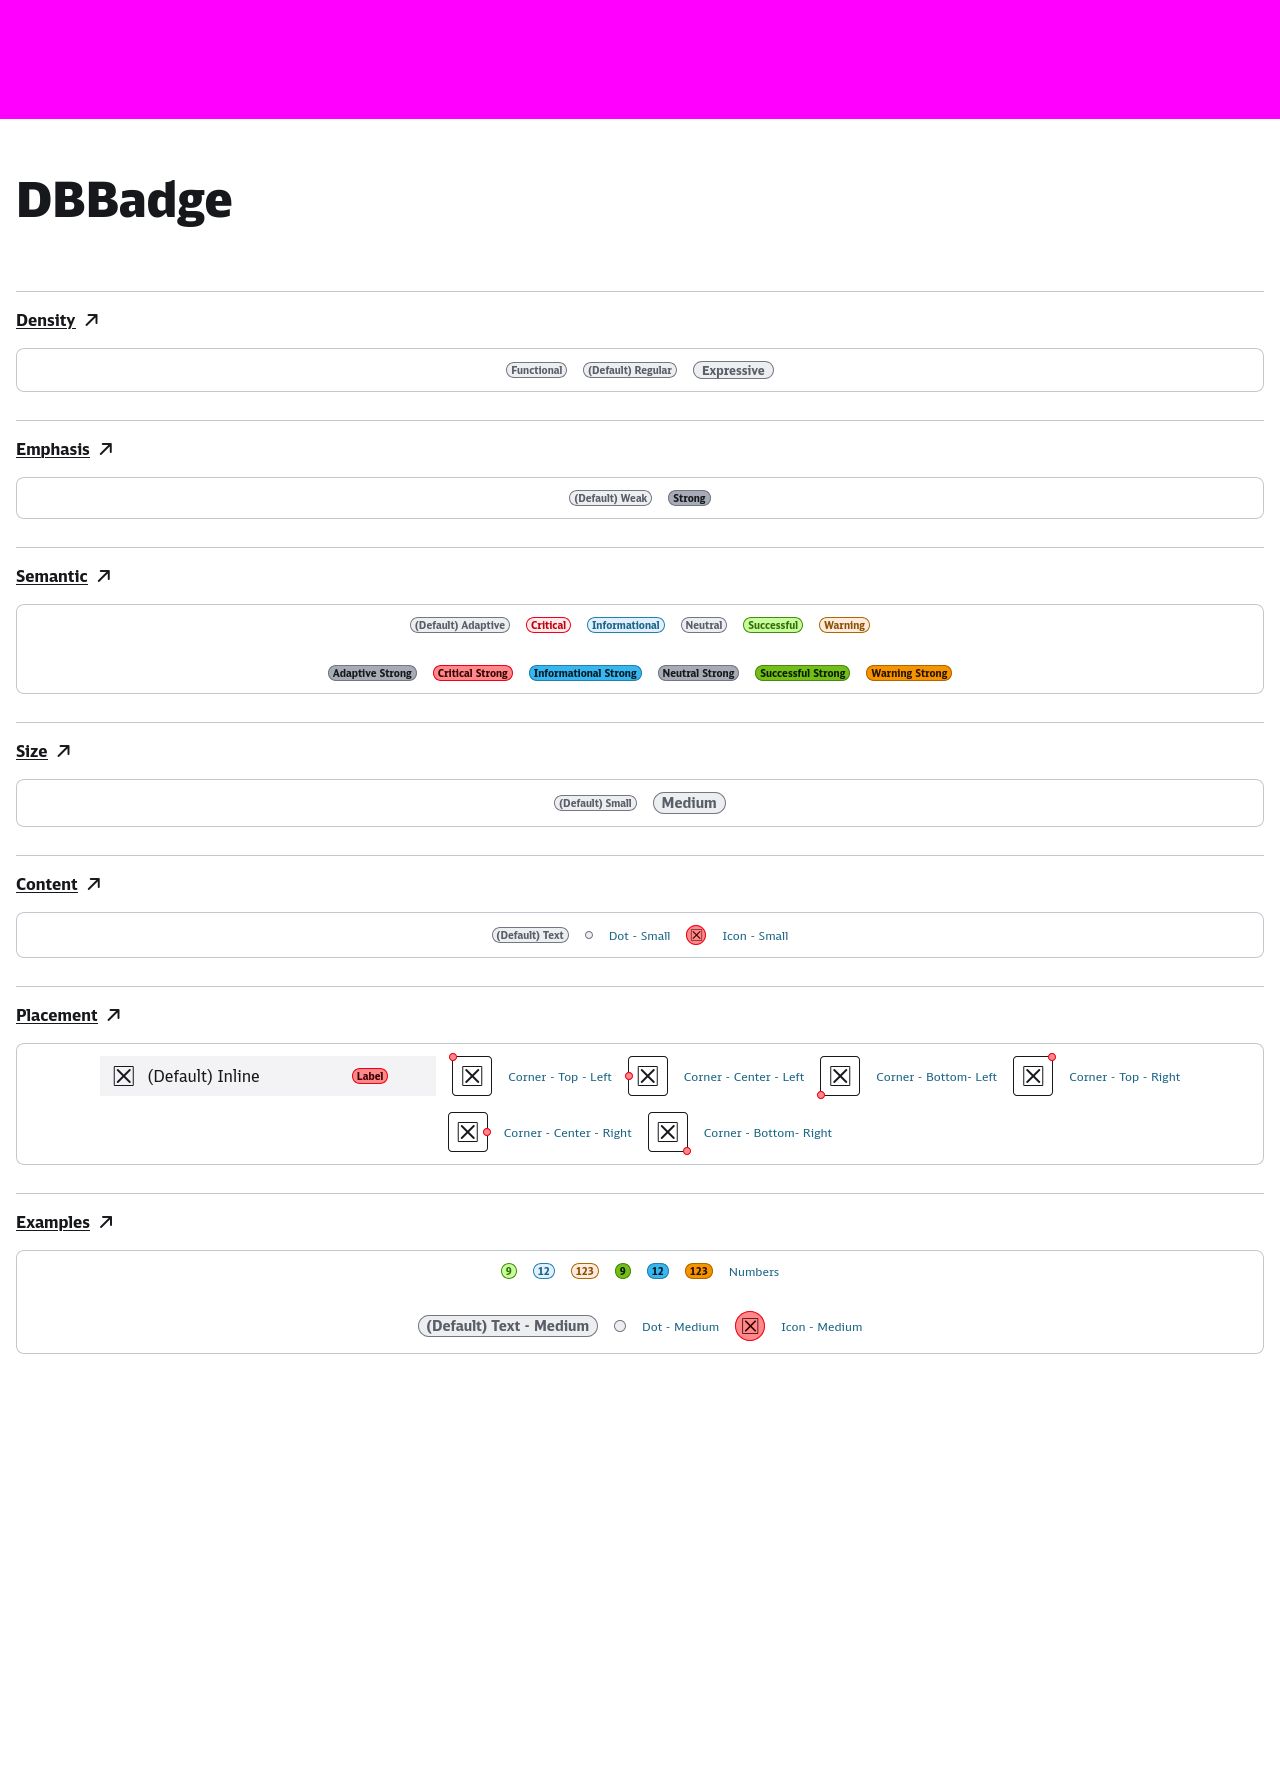 DBBadge
Density
Functional (Default) Regular Expressive
Emphasis
(Default) Weak Strong
Semantic
(Default) Adaptive Critical Informational Neutral Successful Warning
Adaptive Strong Critical Strong Informational Strong Neutral Strong Successful Strong Warning Strong
Size
(Default) Small Medium
Content
(Default) Text Dot - Small Icon - Small
Placement
(Default) Inline Label Corner - Top - Left Corner - Center - Left Corner - Bottom- Left Corner - Top - Right
Corner - Center - Right Corner - Bottom- Right
Examples
9 12 123 9 12 123 Numbers
(Default) Text - Medium Dot - Medium Icon - Medium